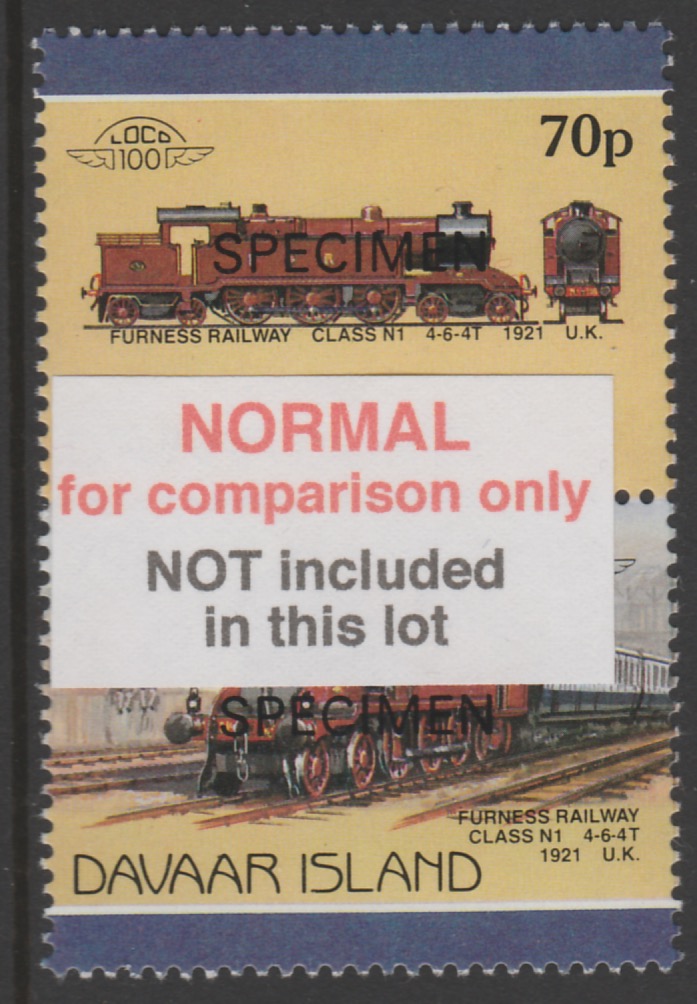 LOCO
100
70p
SPECIMEN
R
FURNESS RAILWAY CLASS N1 4-6-4T 1921 U.K.
NORMAL
for comparison only
NOT included
in this lot
SPECIMEN
FURNESS RAILWAY
CLASS N1 4-6-4T
1921 U.K.
DAVAAR ISLAND